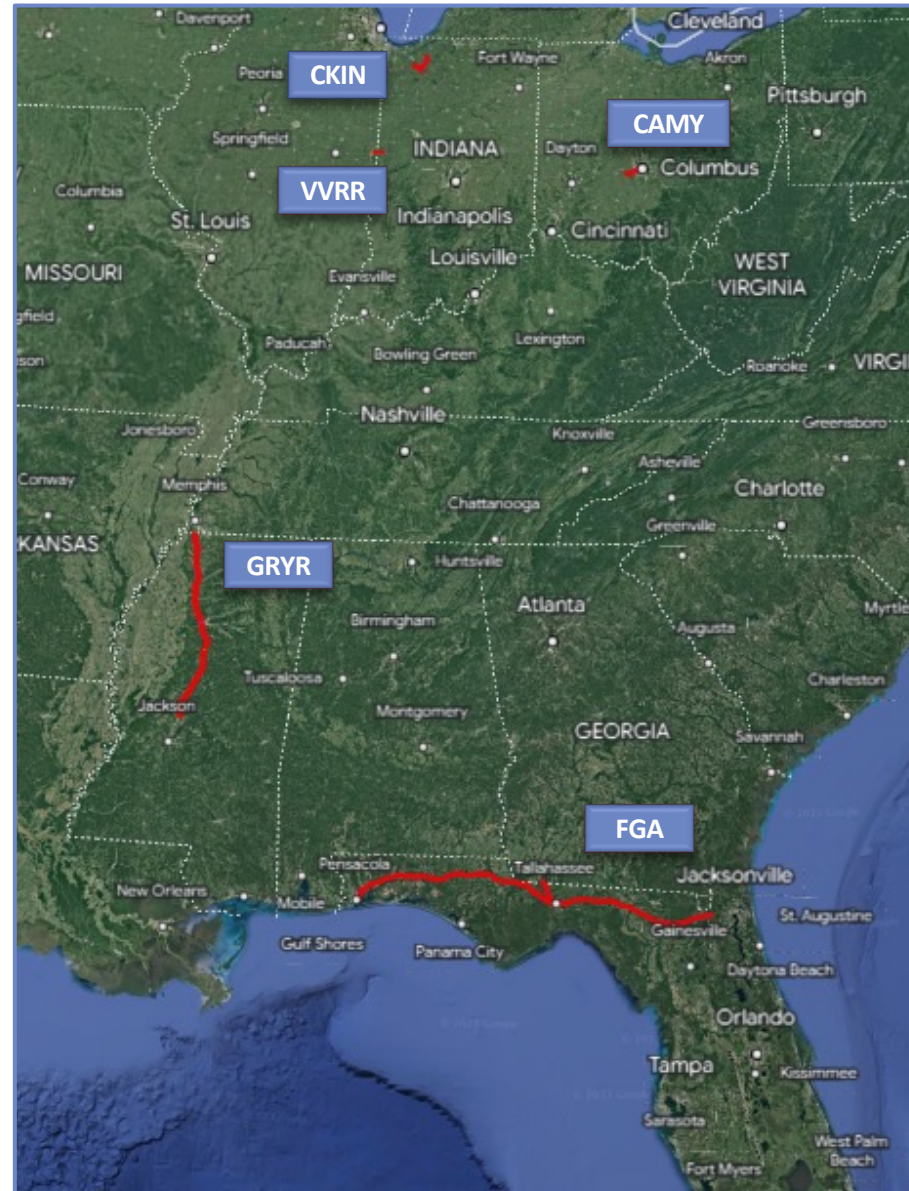 Davenport
Cleveland
CKIN
Fort Wayne
Akron
Peoria
Pittsburgh
CAMY
Springfield
INDIANA
Dayton
Columbus
VVRR
Columbia
St. Louis
Indianapolis
Cincinnati
Louisville
MISSOURI
Evansville
WEST
VIRGINIA
gfield
Paducah
Lexington
son
Bowling Green
Roanoke
VIRGI
Nashville
Jonesboro
Knoxville
Greensboro
Conway
Memphis
Asheville
Chattanooga
Charlotte
Greenville
RKANSAS
GRYR
Huntsville
Atlanta
Myrtle
Birmingham
Augusta
Tuscaloosa
Charleston
Jackson
Montgomery
GEORGIA
Savannah
FGA
Pensacola
Tallahassee
Jacksonville
New Orleans
Mobile
St. Augustine
Gainesville
Gulf Shores
Panama City
Daytona Beach
Orlando
Tampa
Kissimmee
Sarasota
West Palm
Beach
Fort Myers